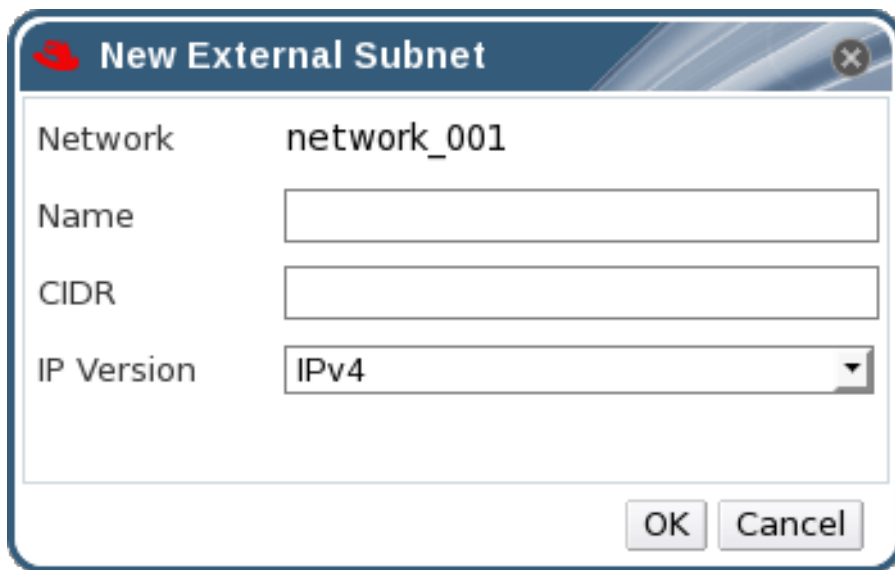 New External Subnet
Network network_001
Name
CIDR
IP Version IPv4
OK Cancel